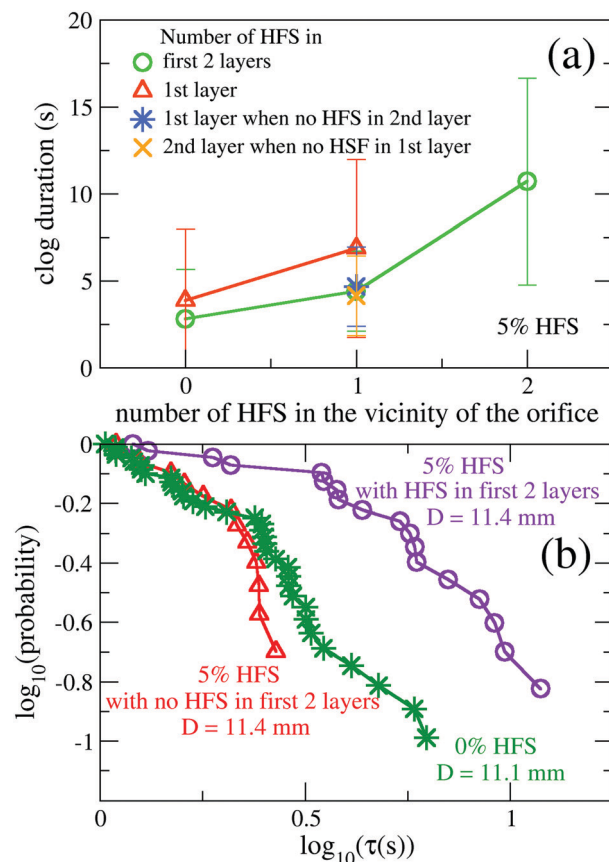 20
15
10
5
0
clog duration (s)
Number of HFS in
first 2 layers
1st layer
1st layer when no HFS in 2nd layer
2nd layer when no HSF in 1st layer
(a)
5% HFS
0 1 2
number of HFS in the vicinity of the orifice
0
-0.2
-0.4
-0.6
-0.8
-1
log10(probability)
5% HFS
with HFS in first 2 layers
D = 11.4 mm
(b)
5% HFS
with no HFS in first 2 layers
D = 11.4 mm
0% HFS
D = 11.1 mm
0 0.5 1
log10(τ(s))